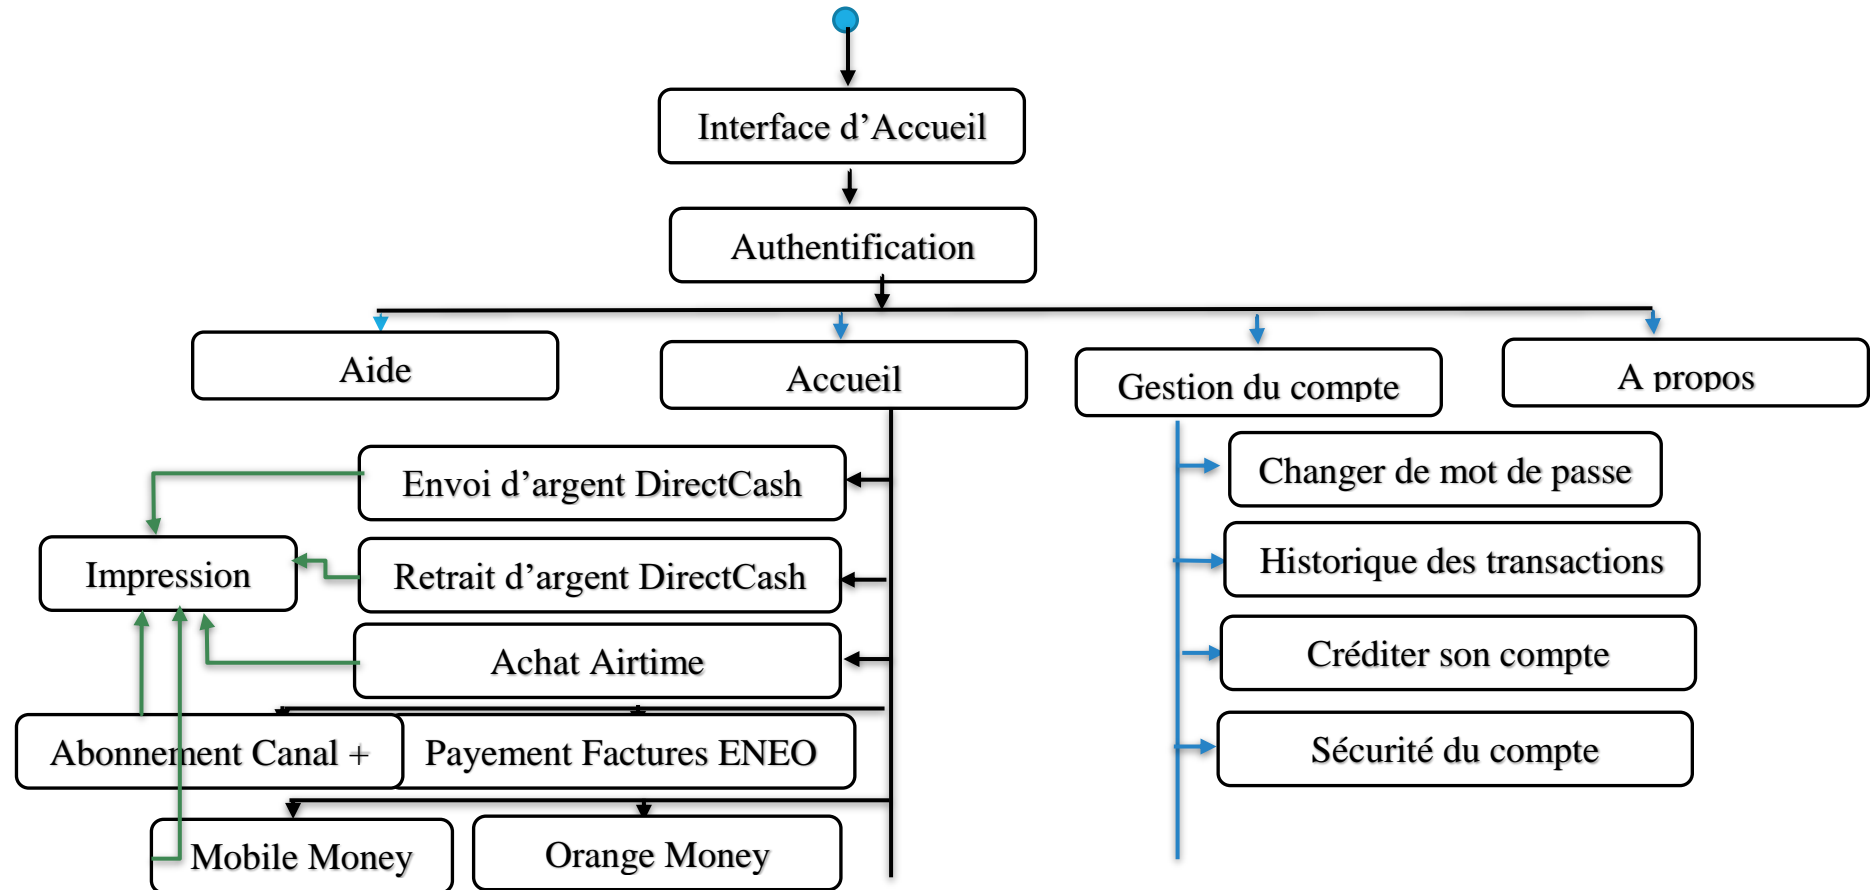 Interface d’Accueil
Authentification
Aide
Accueil
Gestion du compte
A propos
Envoi d’argent DirectCash
Changer de mot de passe
Impression
Retrait d’argent DirectCash
Historique des transactions
Achat Airtime
Créditer son compte
Abonnement Canal +
Payement Factures ENEO
Sécurité du compte
Mobile Money
Orange Money